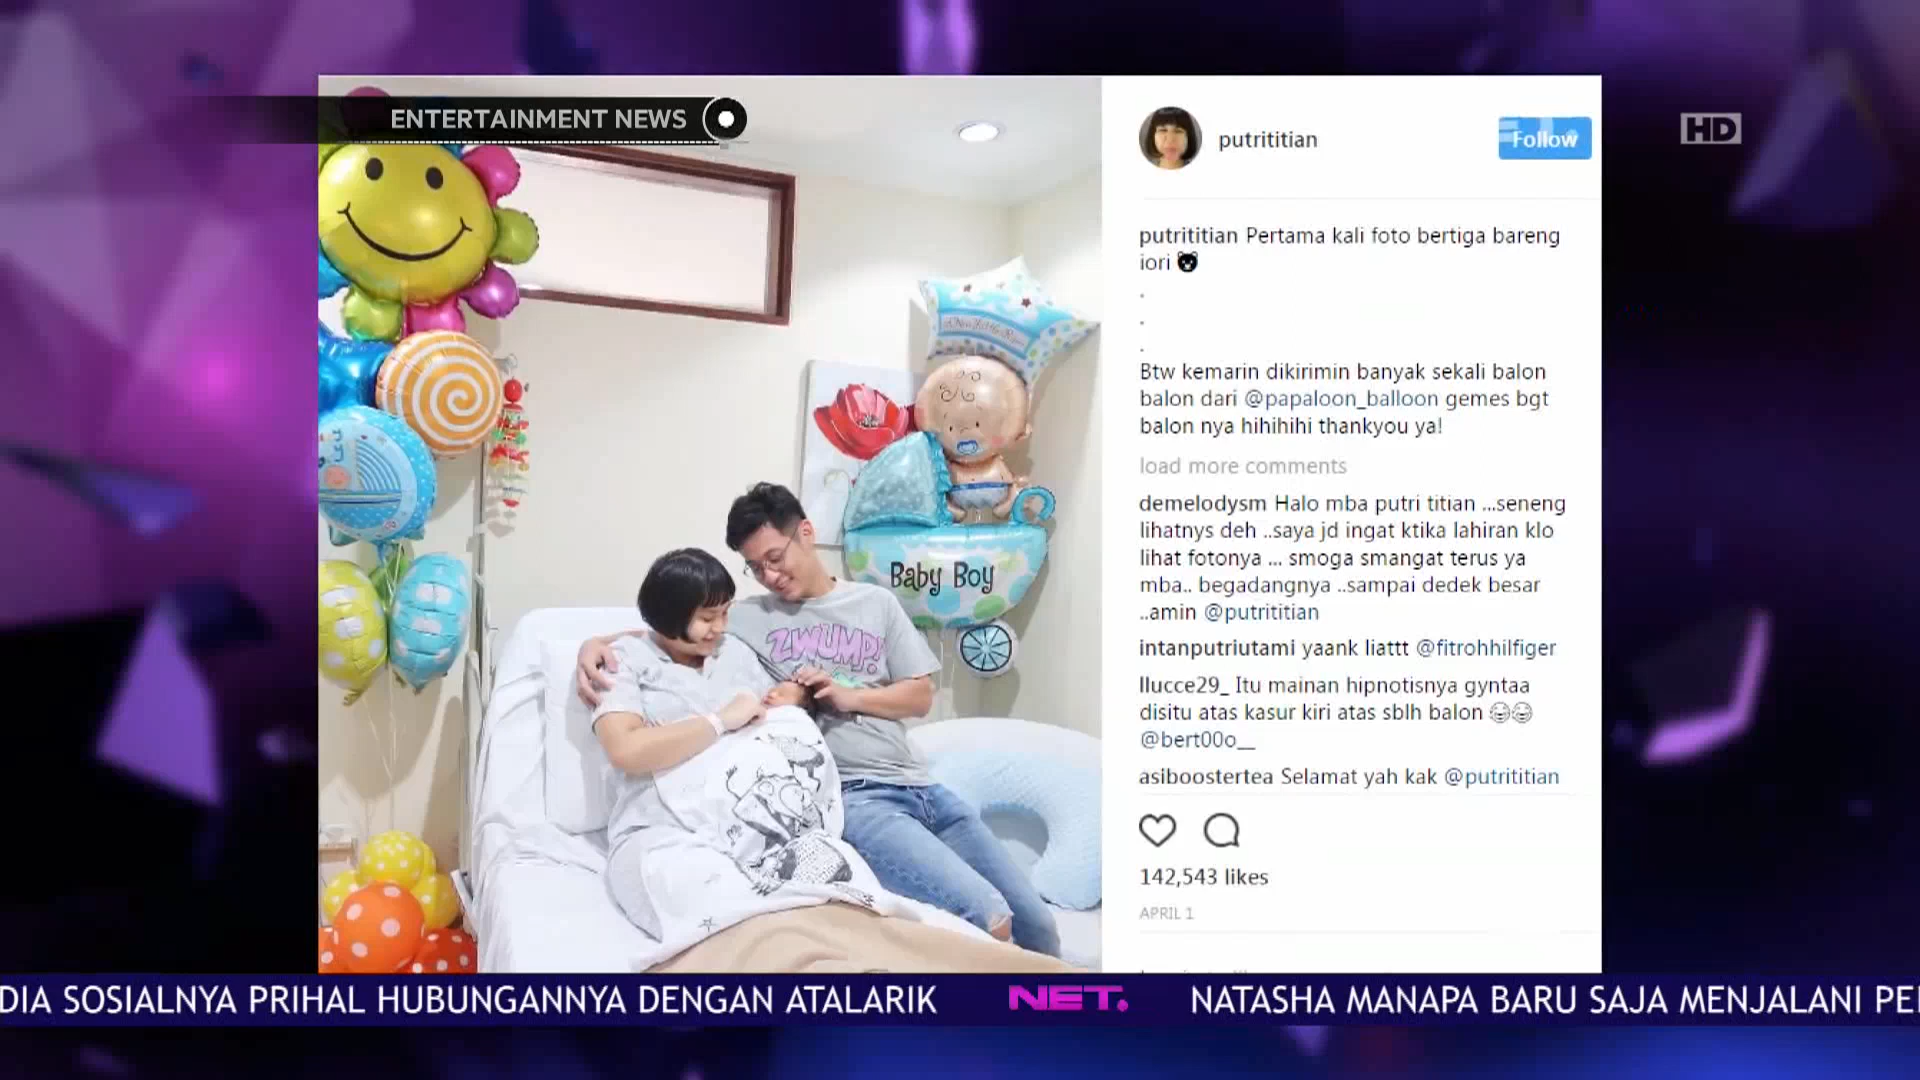 ENTERTAINMENT NEWS
HD
putrititian
Follow
putrititian Pertama kali foto bertiga bareng
iori
.
.
.
Btw kemarin dikirimin banyak sekali balon
balon dari @papaloon_balloon gemes bgt
balon nya hihihihi thankyou ya!
load more comments
demelodysm Halo mba putri titian ...seneng
lihatnys deh ..saya jd ingat ktika lahiran klo
lihat fotonya ... smoga smangat terus ya
mba.. begadangnya ..sampai dedek besar
..amin @putrititian
intanputriutami yaank liattt @fitrohhilfiger
llucce29_ Itu mainan hipnotisnya gyntaa
disitu atas kasur kiri atas sblh balon 😂😂
@bert00o__
asiboostertea Selamat yah kak @putrititian
142,543 likes
APRIL 1
Baby Boy
ZWUMP!
DIA SOSIALNYA PRIHAL HUBUNGANNYA DENGAN ATALARIK
NET.
NATASHA MANAPA BARU SAJA MENJALANI PE